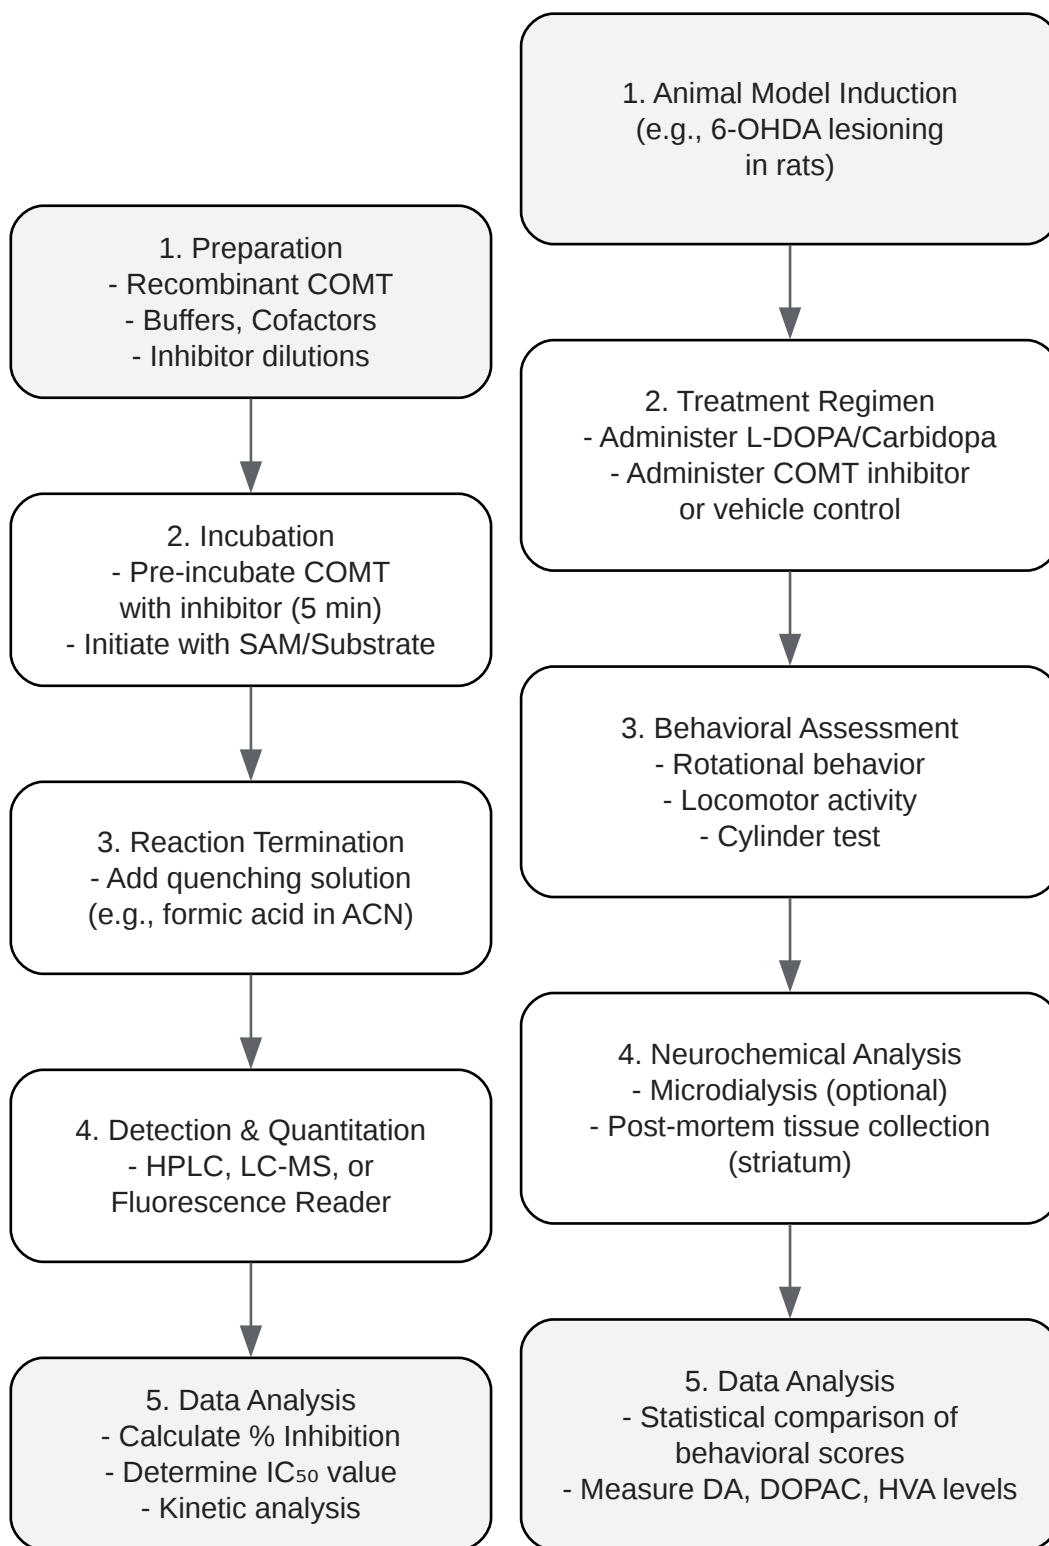 1. Preparation
- Recombinant COMT
- Buffers, Cofactors
- Inhibitor dilutions
2. Incubation
- Pre-incubate COMT
with inhibitor (5 min)
- Initiate with SAM/Substrate
3. Reaction Termination
- Add quenching solution
(e.g., formic acid in ACN)
4. Detection & Quantitation
- HPLC, LC-MS, or
Fluorescence Reader
5. Data Analysis
- Calculate % Inhibition
- Determine IC₅₀ value
- Kinetic analysis
1. Animal Model Induction
(e.g., 6-OHDA lesioning
in rats)
2. Treatment Regimen
- Administer L-DOPA/Carbidopa
- Administer COMT inhibitor
or vehicle control
3. Behavioral Assessment
- Rotational behavior
- Locomotor activity
- Cylinder test
4. Neurochemical Analysis
- Microdialysis (optional)
- Post-mortem tissue collection
(striatum)
5. Data Analysis
- Statistical comparison of
behavioral scores
- Measure DA, DOPAC, HVA levels